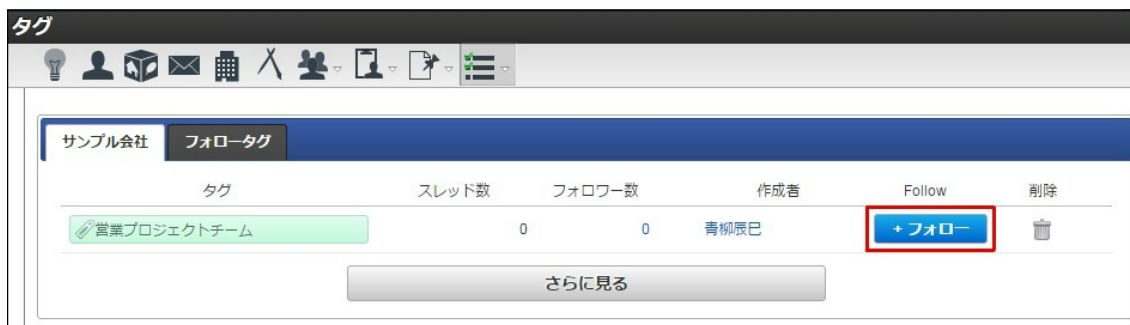 タグ
サンプル会社 フォロータグ
タグ スレッド数 フォロワー数 作成者 Follow 削除
営業プロジェクトチーム 0 0 青柳辰巳 + フォロー
さらに見る